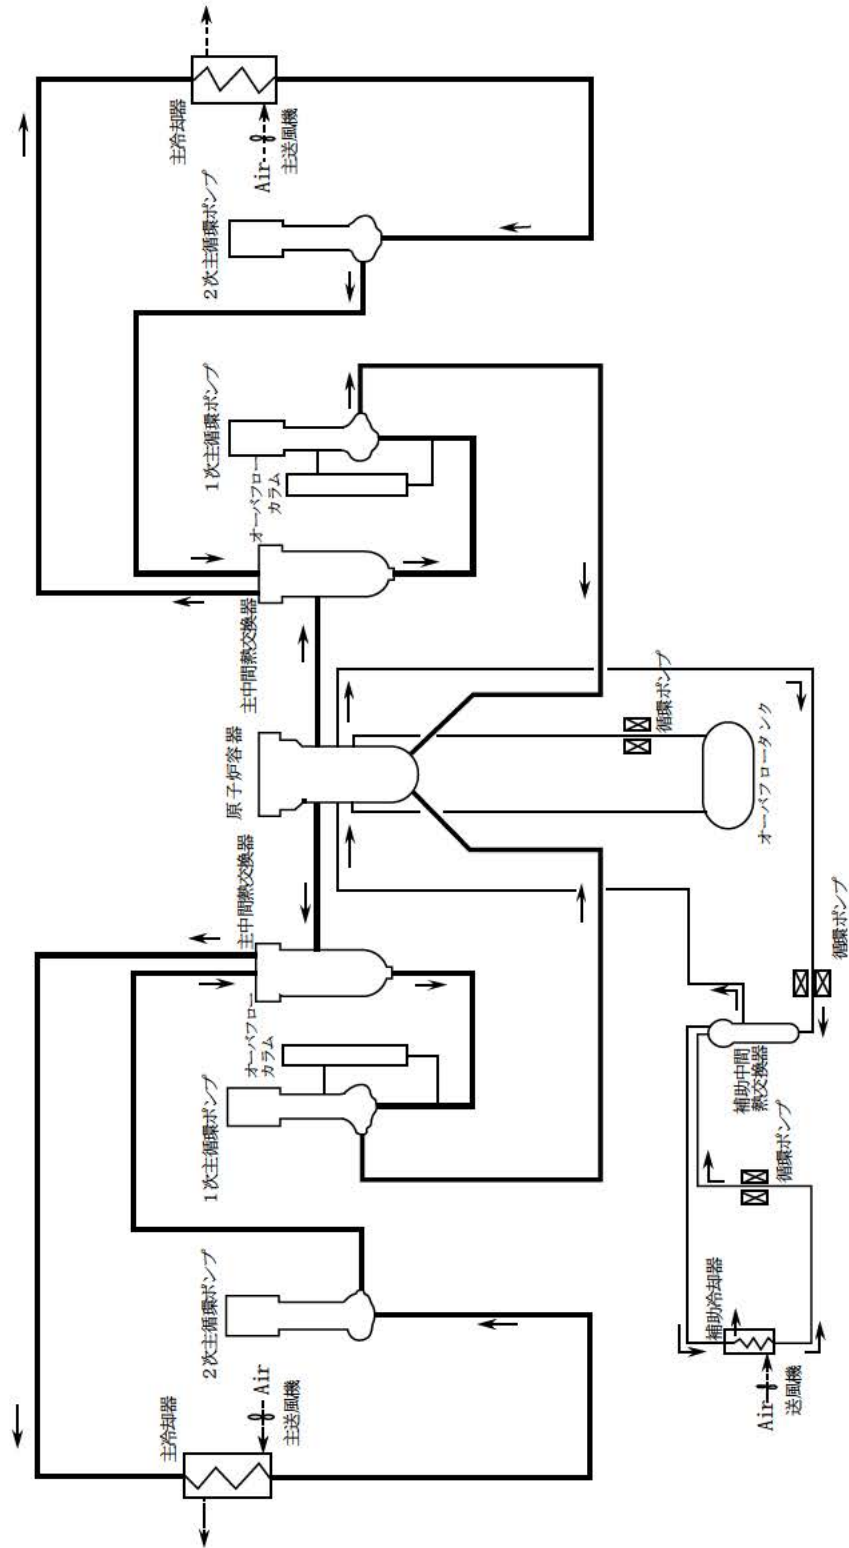 主冷却器
Air
主送風機
2次主循環ポンプ
1次主循環ポンプ
オーバフロー
カラム
主中間熱交換器
原子炉容器
循環ポンプ
オーバフロータンク
主中間熱交換器
オーバフロー
カラム
1次主循環ポンプ
2次主循環ポンプ
主冷却器
Air
主送風機
循環ポンプ
補助中間
熱交換器
循環ポンプ
補助冷却器
Air
送風機